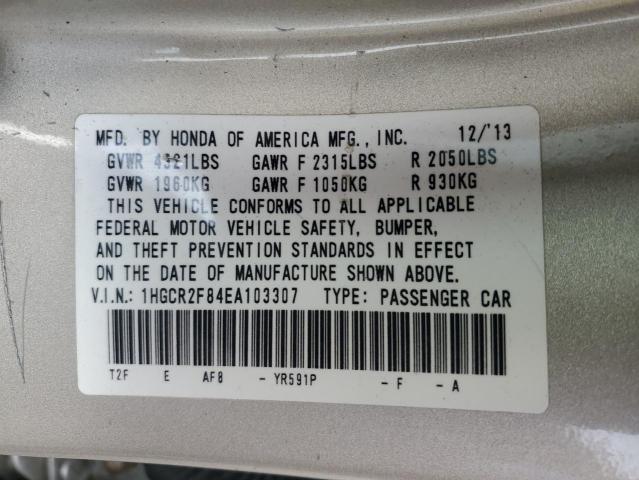 MFD. BY HONDA OF AMERICA MFG., INC. 12/'13
GVWR 4321LBS GAWR F 2315LBS R 2050LBS
GVWR 1960KG GAWR F 1050KG R 930KG
THIS VEHICLE CONFORMS TO ALL APPLICABLE
FEDERAL MOTOR VEHICLE SAFETY, BUMPER,
AND THEFT PREVENTION STANDARDS IN EFFECT
ON THE DATE OF MANUFACTURE SHOWN ABOVE.
V.I.N.: 1HGCR2F84EA103307 TYPE: PASSENGER CAR
T2F E AF8 - YR591P - F - A